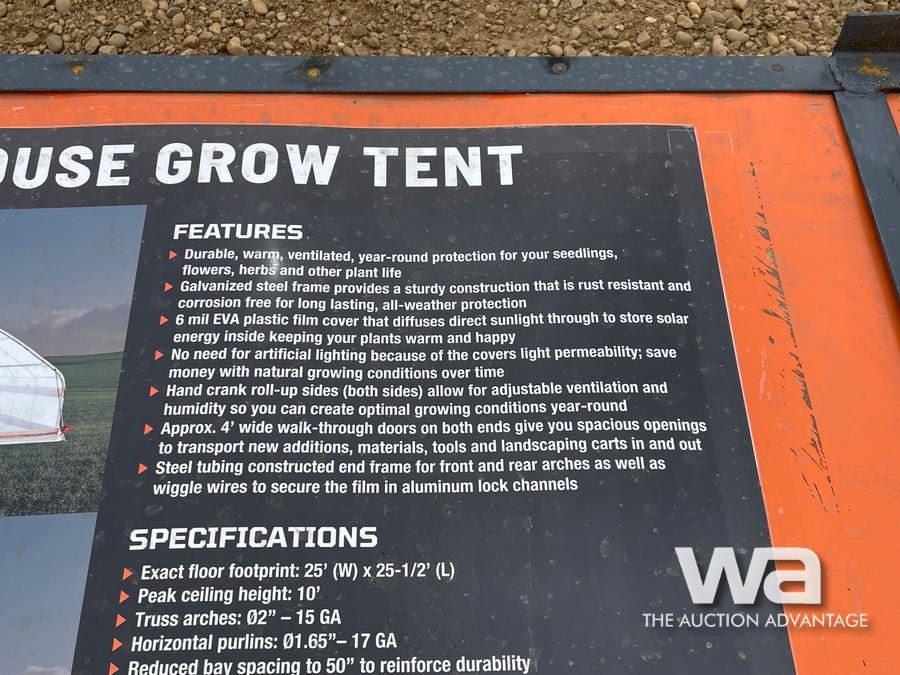 OUSE GROW TENT
FEATURES
Durable, warm, ventilated, year-round protection for your seedlings,
flowers, herbs and other plant life
Galvanized steel frame provides a sturdy construction that is rust resistant and
corrosion free for long lasting, all-weather protection
6 mil EVA plastic film cover that diffuses direct sunlight through to store solar
energy inside keeping your plants warm and happy
No need for artificial lighting because of the covers light permeability; save
money with natural growing conditions over time
Hand crank roll-up sides (both sides) allow for adjustable ventilation and
humidity so you can create optimal growing conditions year-round
Approx. 4’ wide walk-through doors on both ends give you spacious openings
to transport new additions, materials, tools and landscaping carts in and out
Steel tubing constructed end frame for front and rear arches as well as
wiggle wires to secure the film in aluminum lock channels
SPECIFICATIONS
Exact floor footprint: 25’ (W) x 25-1/2’ (L)
Peak ceiling height: 10’
Truss arches: Ø2” – 15 GA
Horizontal purlins: Ø1.65”– 17 GA
Reduced bay spacing to 50” to reinforce durability
wa
THE AUCTION ADVANTAGE